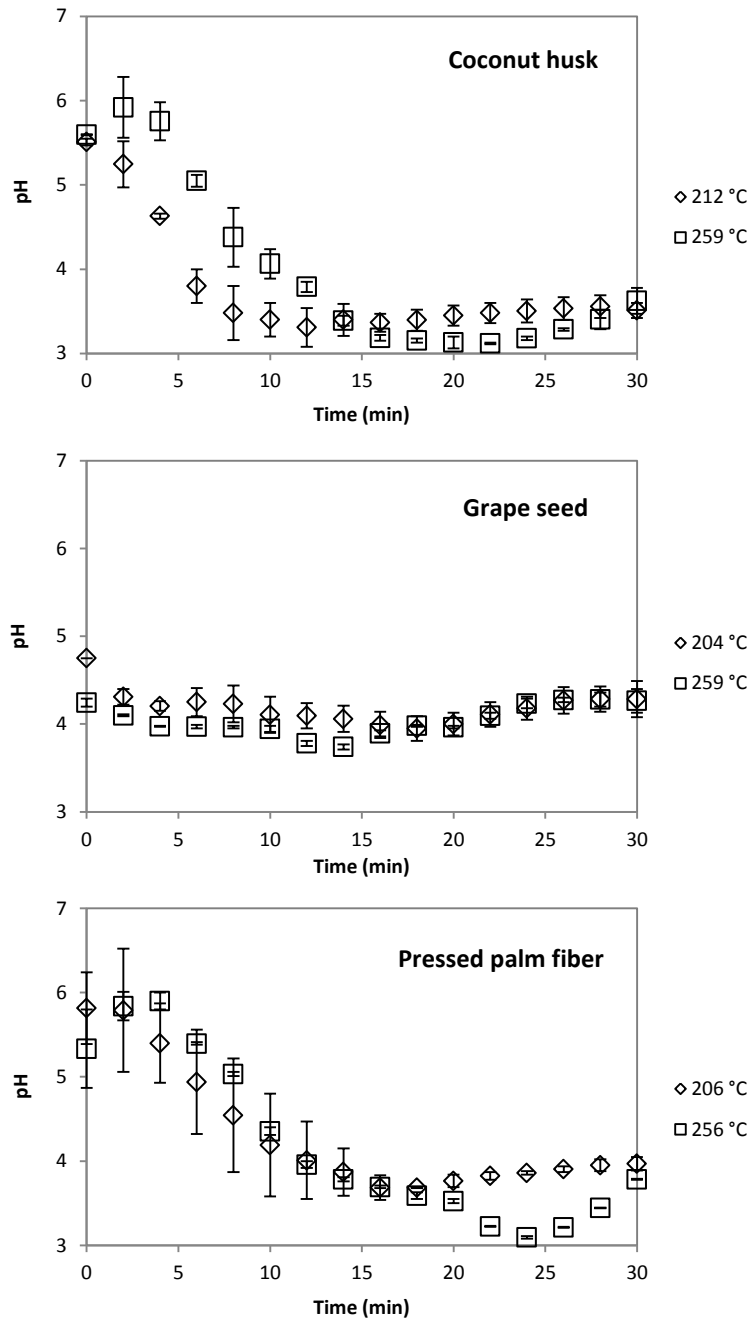 7
Coconut husk
6
5
pH
◇ 212 °C
□ 259 °C
4
3
0 5 10 15 20 25 30
Time (min)
7
Grape seed
6
5
pH
◇ 204 °C
□ 259 °C
4
3
0 5 10 15 20 25 30
Time (min)
7
Pressed palm fiber
6
5
pH
◇ 206 °C
□ 256 °C
4
3
0 5 10 15 20 25 30
Time (min)